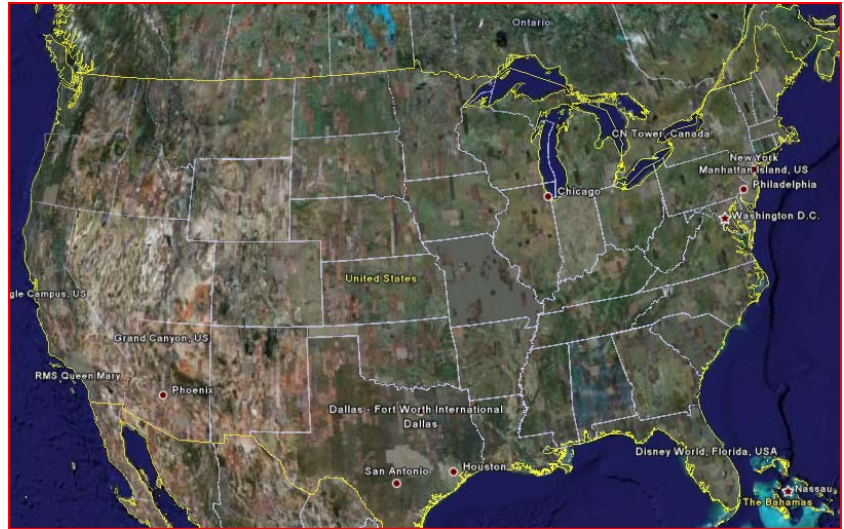 Ontario
CN Tower, Canada
New York
Manhattan Island, US
Philadelphia
Chicago
Washington D.C.
United States
gle Campus, US
Grand Canyon, US
RMS Queen Mary
Phoenix
Dallas - Fort Worth International
Dallas
Disney World, Florida, USA
San Antonio
Houston
Nassau
The Bahamas